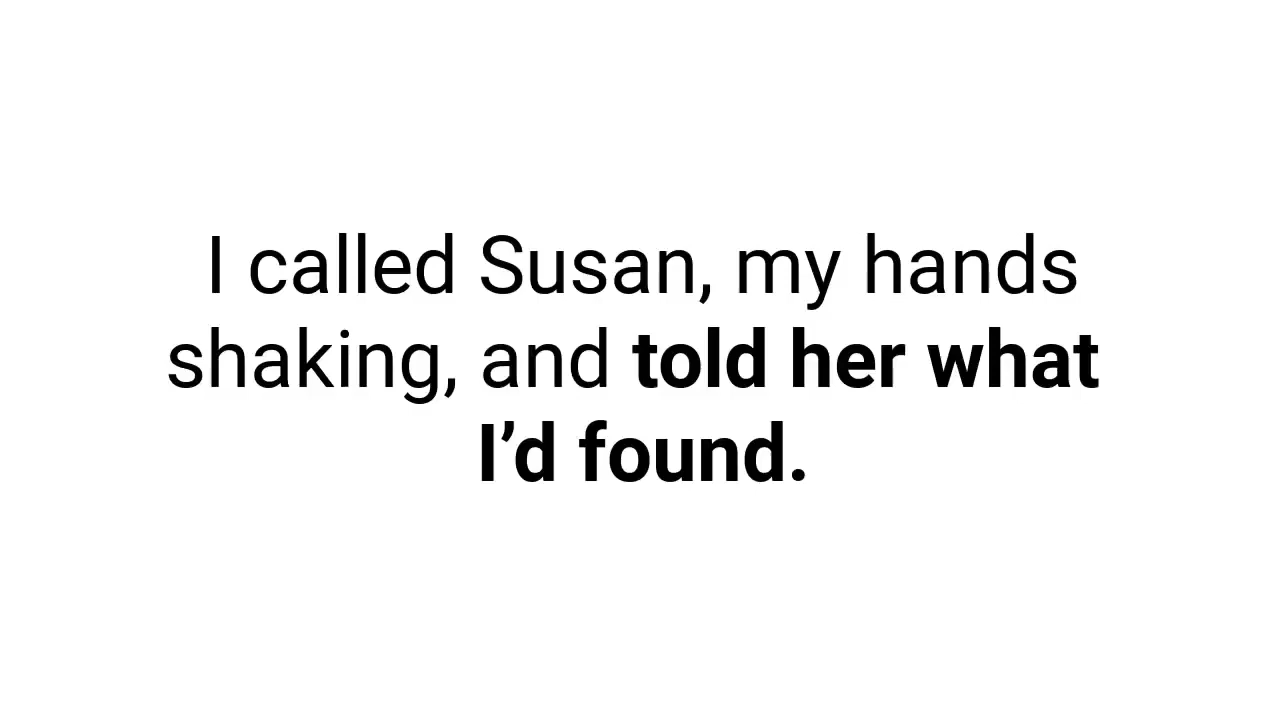 I called Susan, my hands
shaking, and told her what
I’d found.